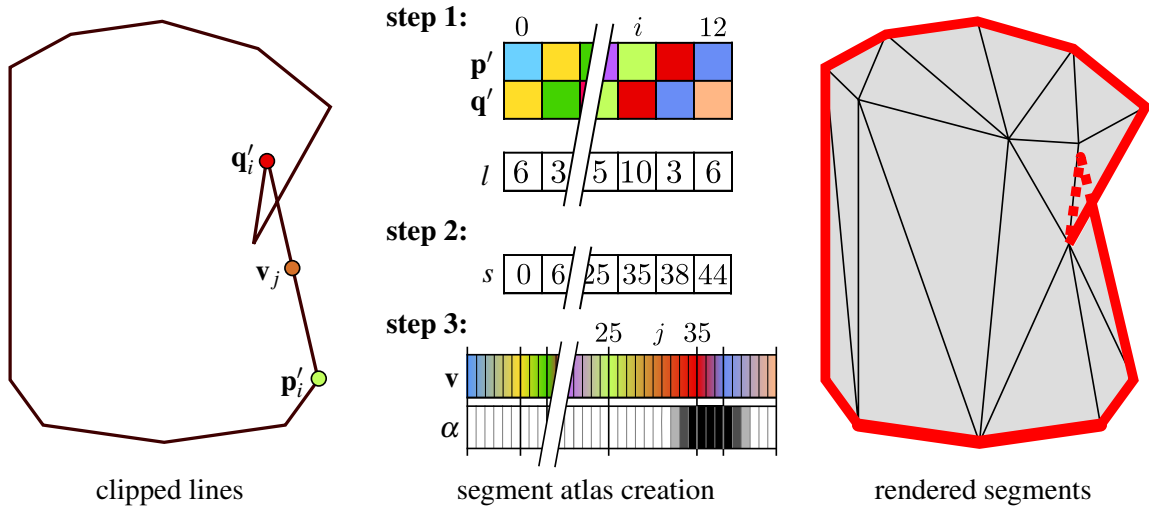 step 1:
0 i 12
p′
q′
l 6 3 5 10 3 6
step 2:
s 0 6 25 35 38 44
step 3:
25 j 35
v
α
q′i
vj
p′i
clipped lines
segment atlas creation
rendered segments